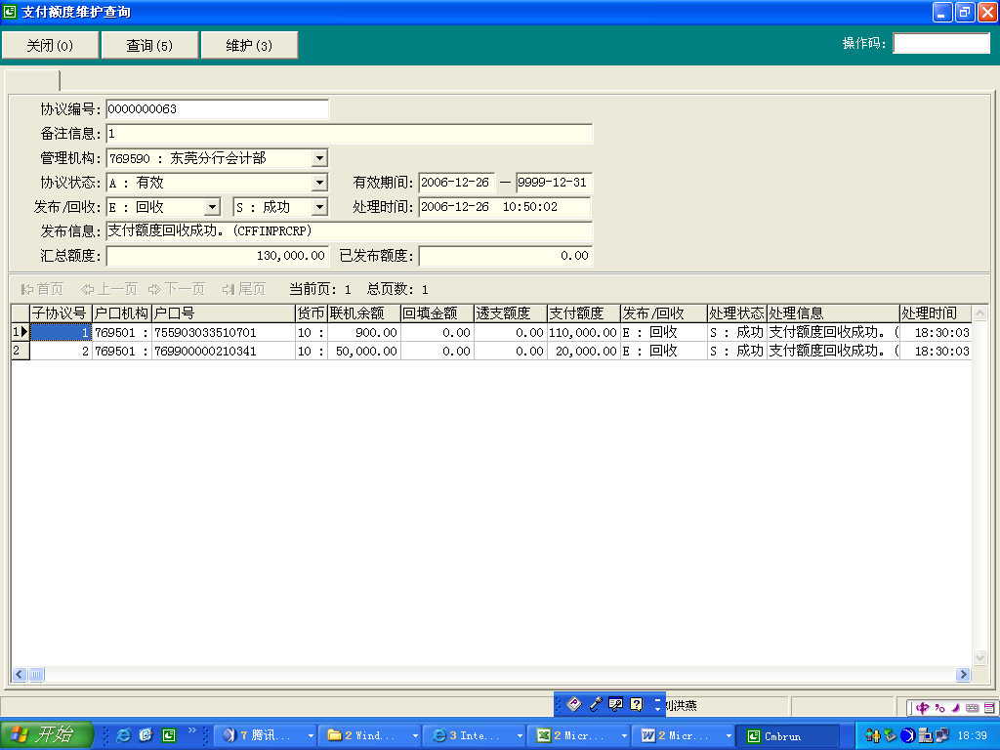 支付额度维护查询
关闭(0) 查询(5) 维护(3) 操作码:
协议编号: 0000000063
备注信息: 1
管理机构: 769590 : 东莞分行会计部
协议状态: A : 有效 有效期间: 2006-12-26 — 9999-12-31
发布/回收: E : 回收 S : 成功 处理时间: 2006-12-26 10:50:02
发布信息: 支付额度回收成功。(CFFINPRCRP)
汇总额度: 130,000.00 已发布额度: 0.00
首页 上一页 下一页 尾页 当前页: 1 总页数: 1
子协议号 户口机构 户口号 货币 联机余额 回填金额 透支额度 支付额度 发布/回收 处理状态 处理信息 处理时间
1 1 769501 : 755903033510701 10 : 900.00 0.00 0.00 110,000.00 E : 回收 S : 成功 支付额度回收成功。( 18:30:03
2 2 769501 : 769900000210341 10 : 50,000.00 0.00 0.00 20,000.00 E : 回收 S : 成功 支付额度回收成功。( 18:30:03
洪燕 中
开始 7 腾讯... 2 Wind... 3 Inte... 2 Micr... 2 Micr... Cmbrun 18:39